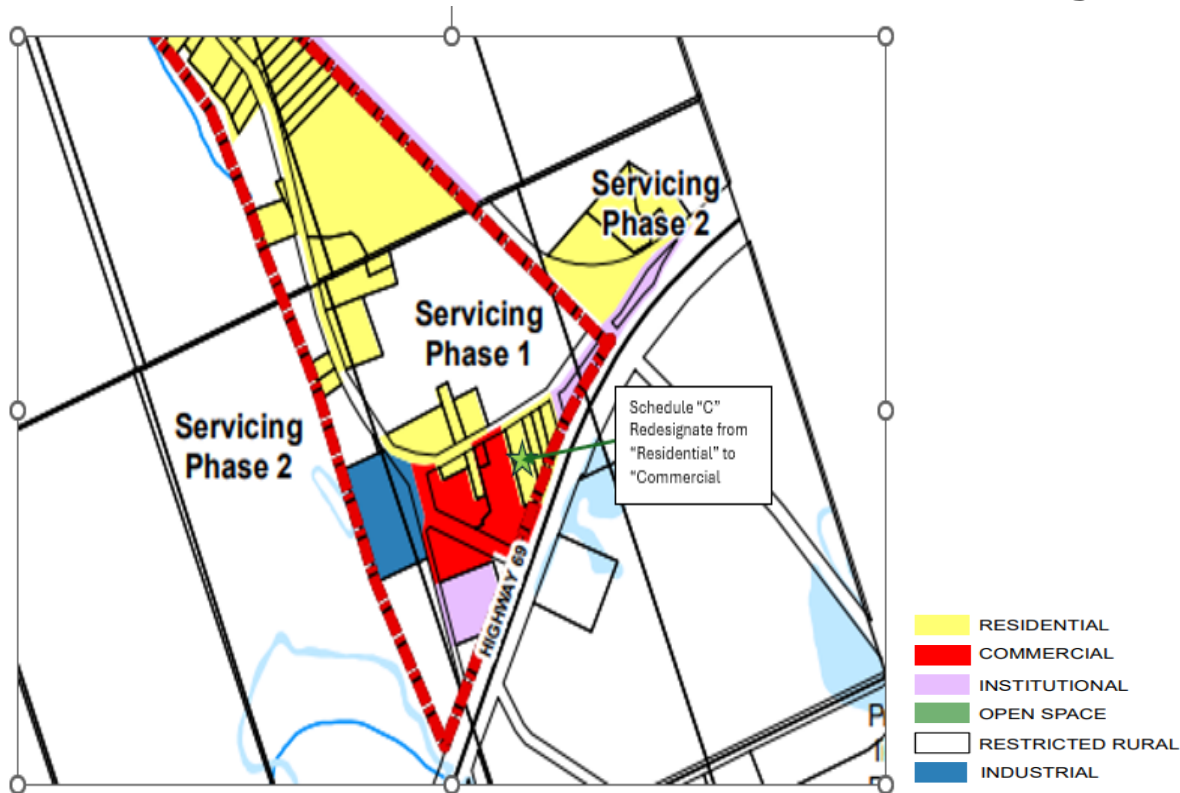 Servicing
Phase 2
Servicing
Phase 1
Schedule "C"
Redesignate from
"Residential" to
"Commercial
Servicing
Phase 2
HIGHWAY 69
RESIDENTIAL
COMMERCIAL
INSTITUTIONAL
OPEN SPACE
RESTRICTED RURAL
INDUSTRIAL